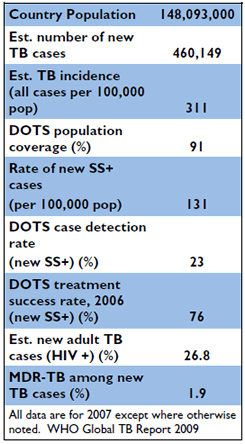 Country Population 148,093,000
Est. number of new
TB cases 460,149
Est. TB incidence
(all cases per 100,000
pop) 311
DOTS population
coverage (%) 91
Rate of new SS+
cases
(per 100,000 pop) 131
DOTS case detection
rate
(new SS+) (%) 23
DOTS treatment
success rate, 2006
(new SS+) (%) 76
Est. new adult TB
cases (HIV +) (%) 26.8
MDR-TB among new
TB cases (%) 1.9
All data are for 2007 except where otherwise
noted. WHO Global TB Report 2009